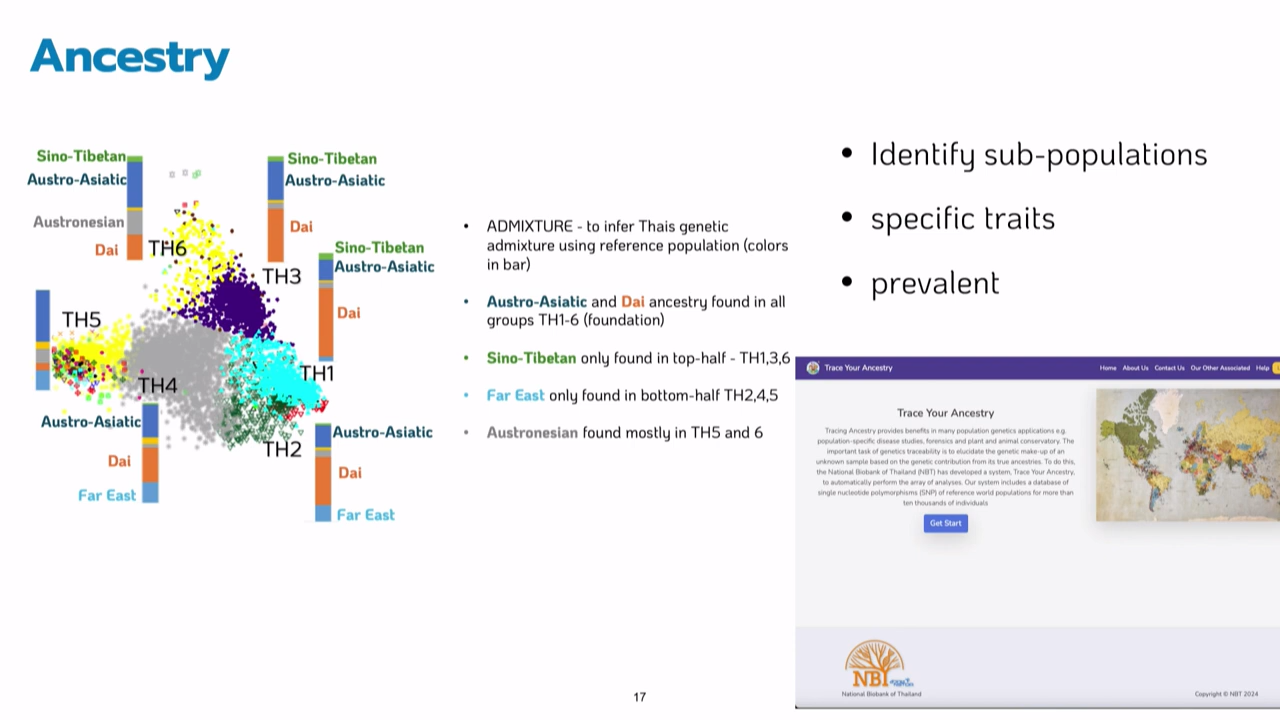 Ancestry
Sino-Tibetan
Austro-Asiatic
Austronesian
Dai
TH6
Sino-Tibetan
Austro-Asiatic
Dai
TH3
Sino-Tibetan
Austro-Asiatic
Dai
TH1
TH5
TH4
Austro-Asiatic
Dai
Far East
TH2
Austro-Asiatic
Dai
Far East
• ADMIXTURE - to infer Thais genetic
admixture using reference population (colors
in bar)
• Austro-Asiatic and Dai ancestry found in all
groups TH1-6 (foundation)
• Sino-Tibetan only found in top-half - TH1,3,6
• Far East only found in bottom-half TH2,4,5
• Austronesian found mostly in TH5 and 6
• Identify sub-populations
• specific traits
• prevalent
Trace Your Ancestry
Home About Us Contact Us Our Other Associated Help
Trace Your Ancestry
Tracing Ancestry provides benefits in many population genetics applications e.g.
population-specific disease studies, forensics and plant and animal conservatory. The
important task of genetics traceability is to elucidate the genetic make-up of an
unknown sample based on the genetic contribution from its true ancestries. To do this,
the National Biobank of Thailand (NBT) has developed a system, Trace Your Ancestry,
to automatically perform the array of analyses. Our system includes a database of
single nucleotide polymorphisms (SNP) of reference world populations for more than
ten thousands of individuals
Get Start
NBT
National Biobank of Thailand
Copyright © NBT 2024
17